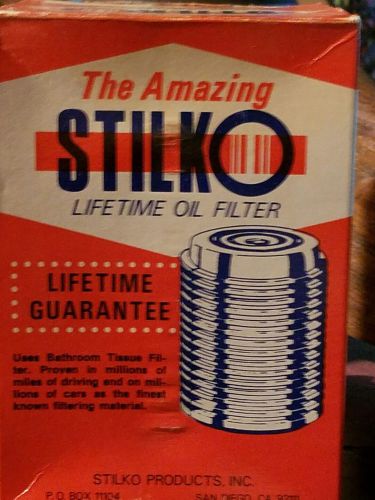 The Amazing
STILKO
LIFETIME OIL FILTER
LIFETIME
GUARANTEE
Uses Bathroom Tissue Fil-
ter. Proven in millions of
miles of driving and on mil-
lions of cars as the finest
known filtering material.
STILKO PRODUCTS, INC.
P.O. BOX 11104 SAN DIEGO, CA 92111